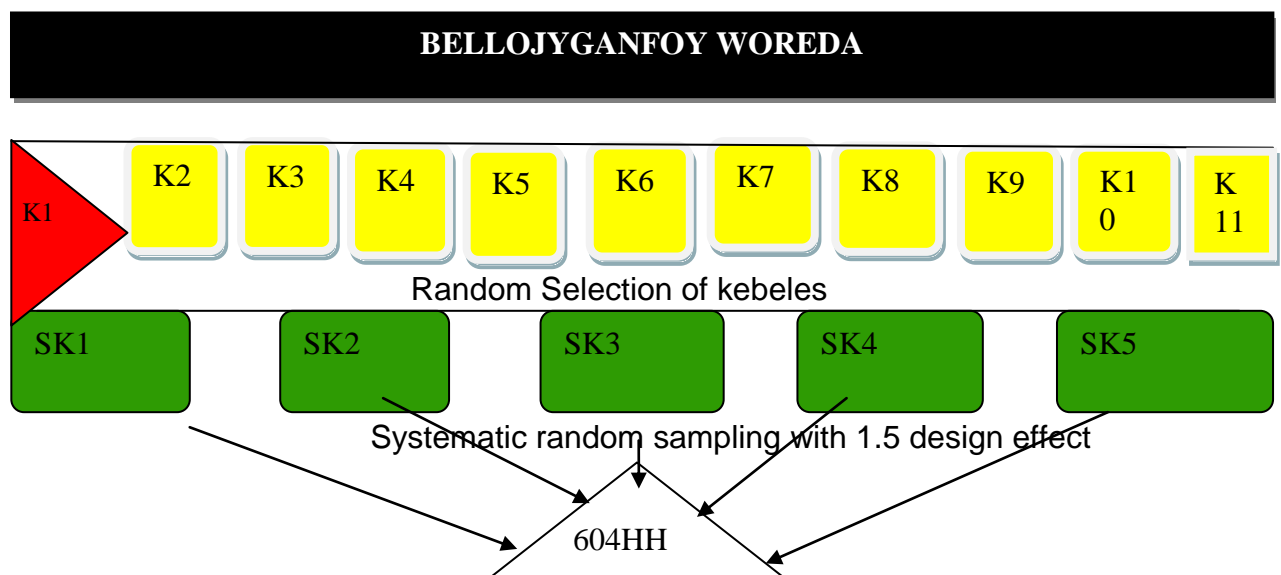 BELLOJYGANFOY WOREDA
K1
K2
K3
K4
K5
K6
K7
K8
K9
K1
0
K
11
Random Selection of kebeles
SK1
SK2
SK3
SK4
SK5
Systematic random sampling with 1.5 design effect
604HH